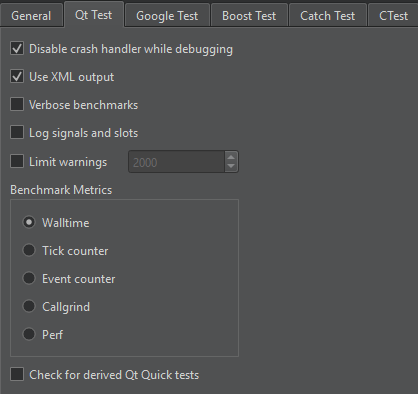 General Qt Test Google Test Boost Test Catch Test CTest
Disable crash handler while debugging
Use XML output
Verbose benchmarks
Log signals and slots
Limit warnings 2000
Benchmark Metrics
Walltime
Tick counter
Event counter
Callgrind
Perf
Check for derived Qt Quick tests